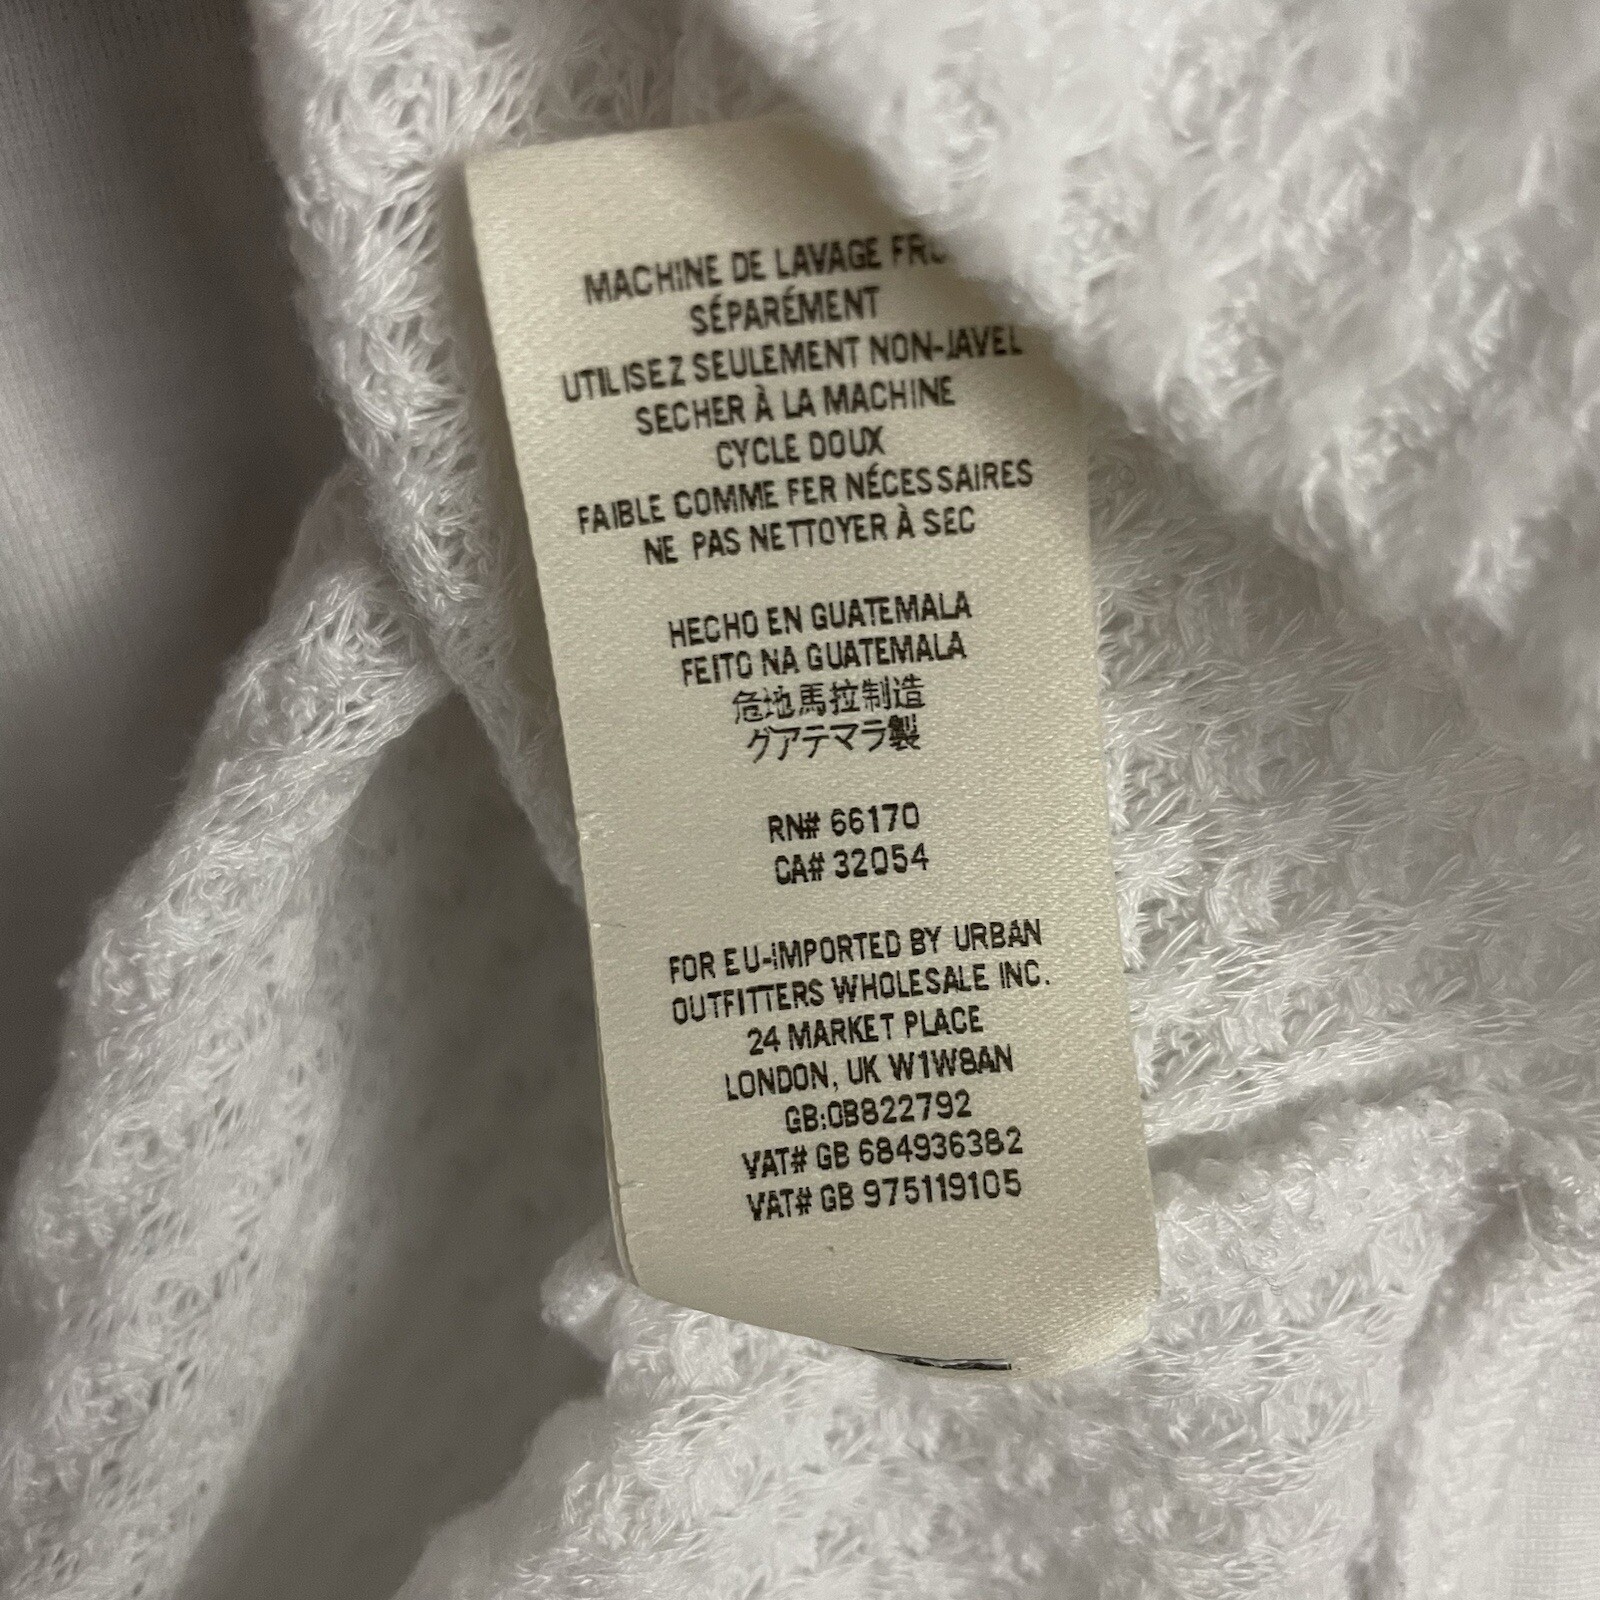 MACHINE DE LAVAGE
SÉPARÉMENT
UTILISEZ SEULEMENT NON-JAVEL
SECHER À LA MACHINE
CYCLE DOUX
FAIBLE COMME FER NÉCESSAIRES
NE PAS NETTOYER À SEC
HECHO EN GUATEMALA
FEITO NA GUATEMALA
危地馬拉制造
グアテマラ製
RN# 66170
CA# 32054
FOR EU-IMPORTED BY URBAN
OUTFITTERS WHOLESALE INC.
24 MARKET PLACE
LONDON, UK W1W8AN
GB:0B822792
VAT# GB 684936382
VAT# GB 975119105